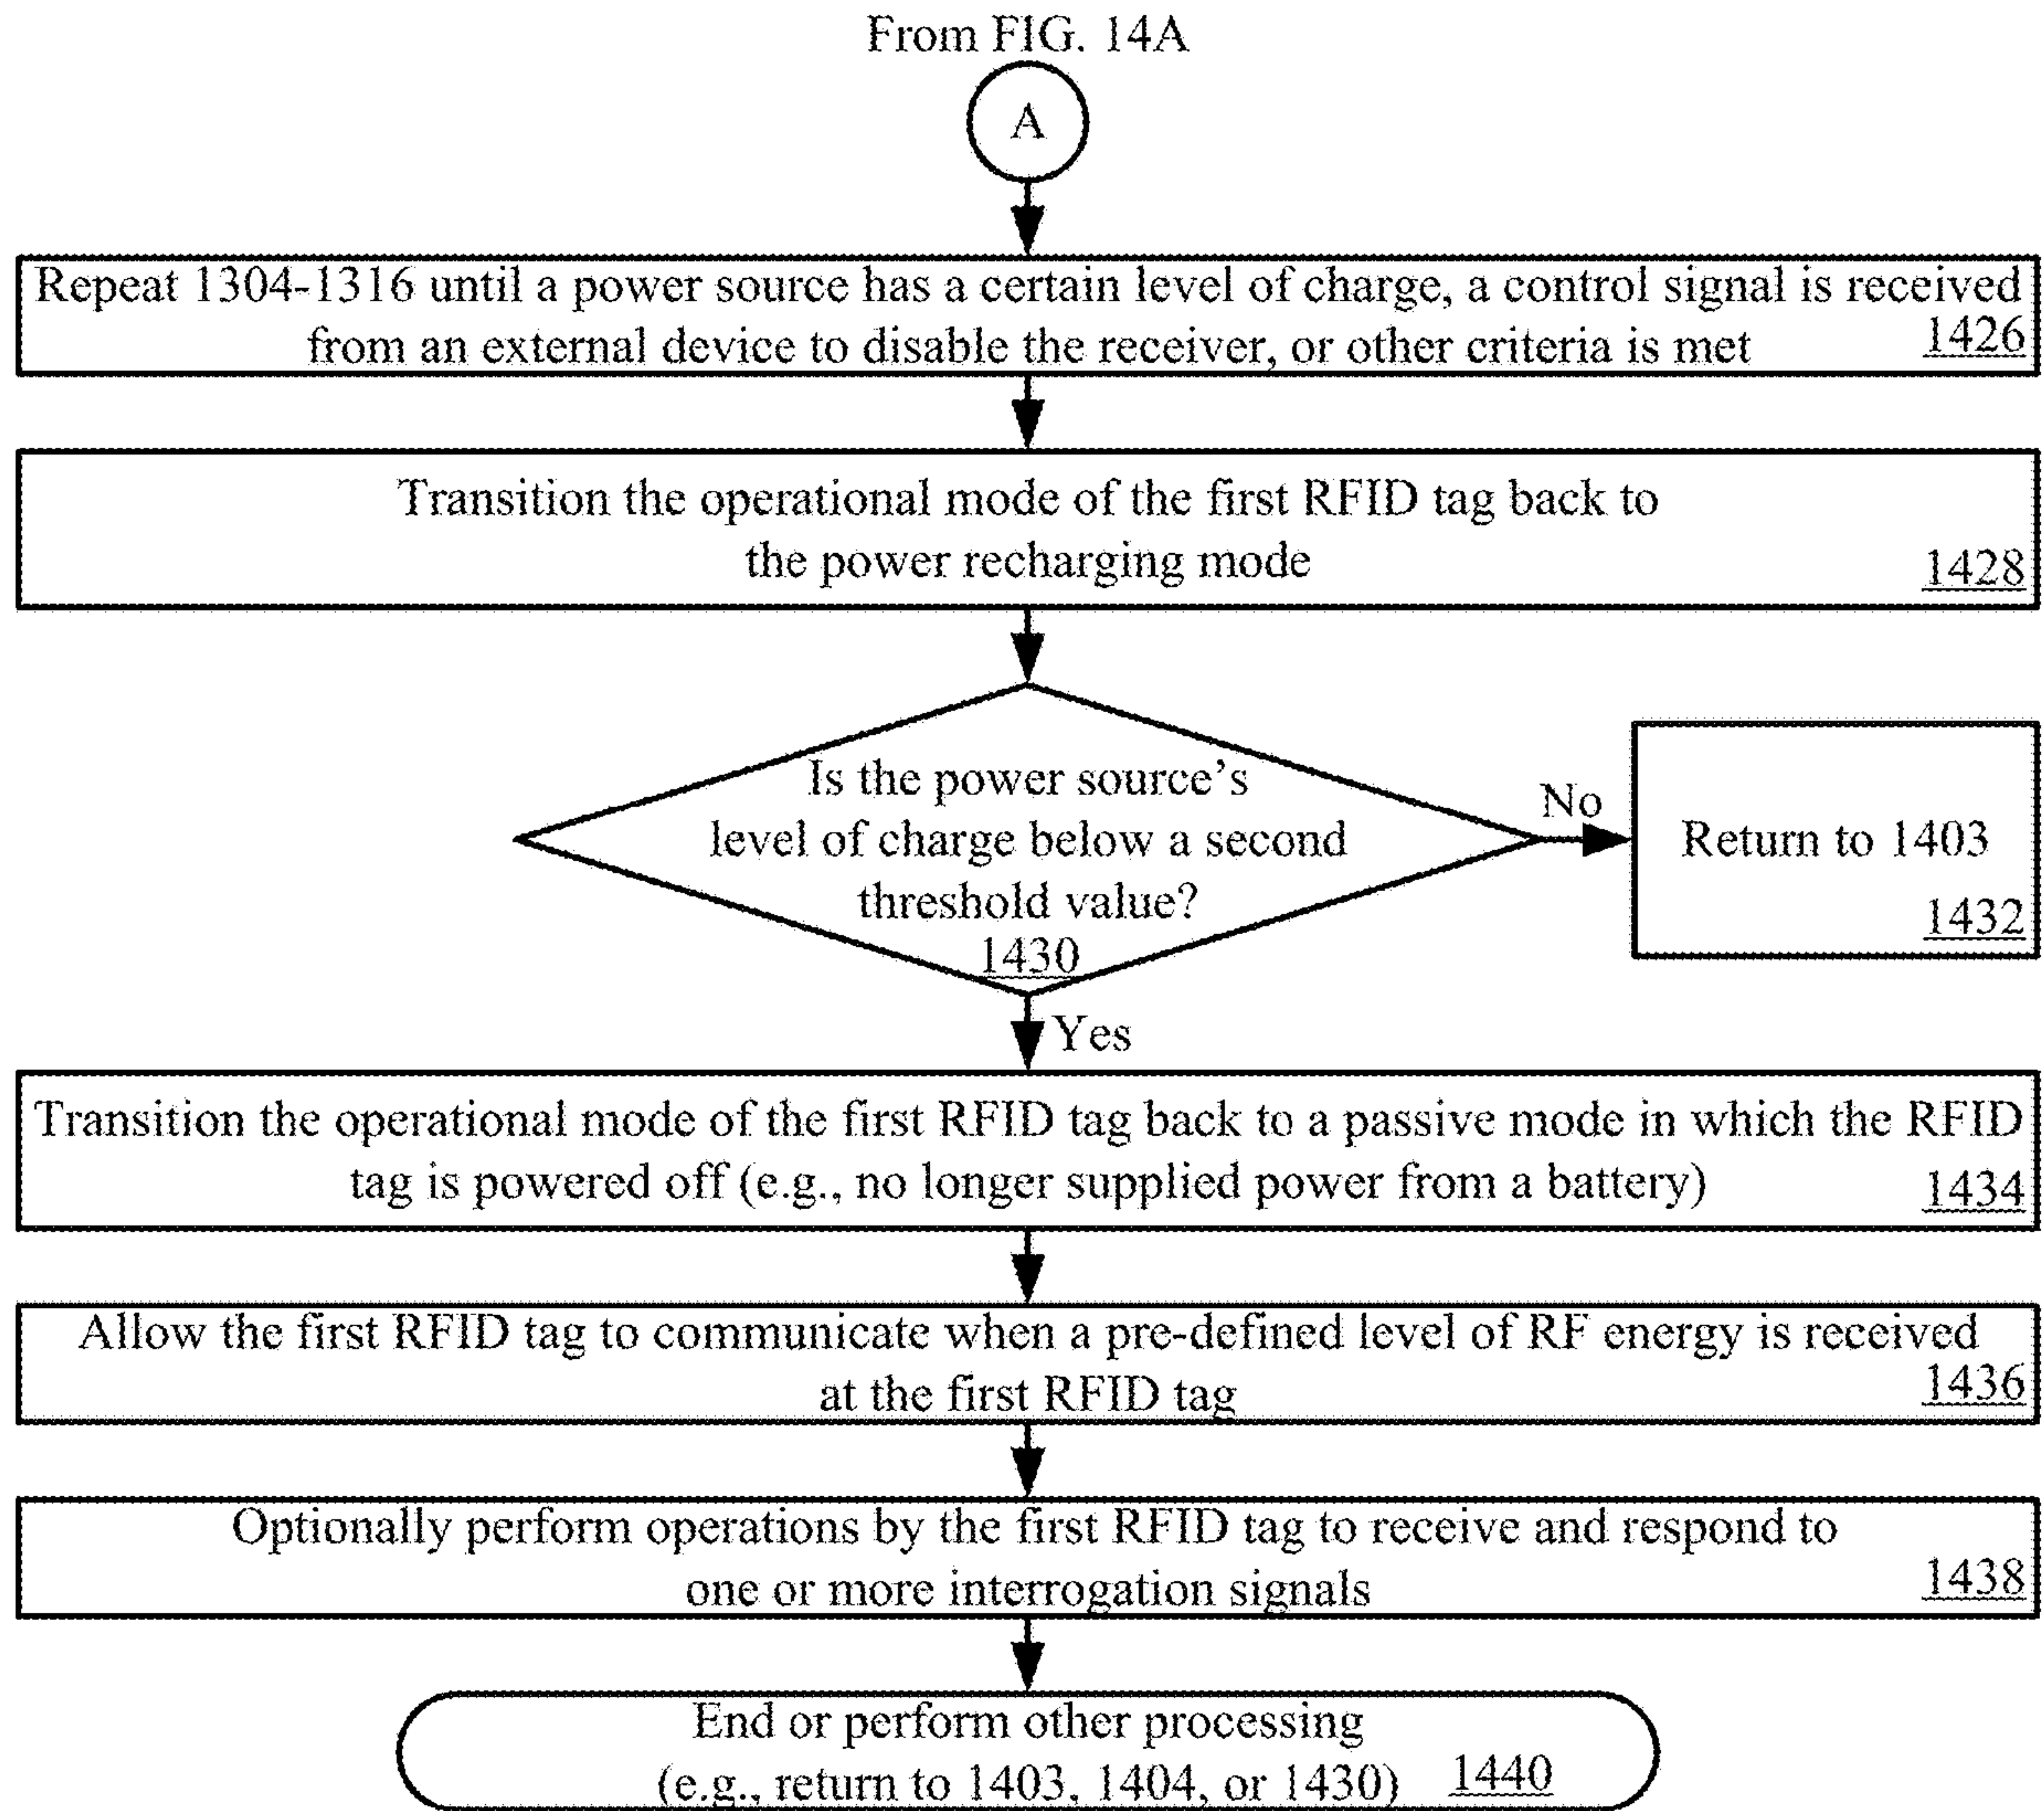 From FIG. 14A
A
Repeat 1304-1316 until a power source has a certain level of charge, a control signal is received
from an external device to disable the receiver, or other criteria is met
1426
Transition the operational mode of the first RFID tag back to
the power recharging mode
1428
Is the power source's
level of charge below a second
threshold value?
1430
No
Return to 1403
1432
Yes
Transition the operational mode of the first RFID tag back to a passive mode in which the RFID
tag is powered off (e.g., no longer supplied power from a battery)
1434
Allow the first RFID tag to communicate when a pre-defined level of RF energy is received
at the first RFID tag
1436
Optionally perform operations by the first RFID tag to receive and respond to
one or more interrogation signals
1438
End or perform other processing
(e.g., return to 1403, 1404, or 1430) 1440